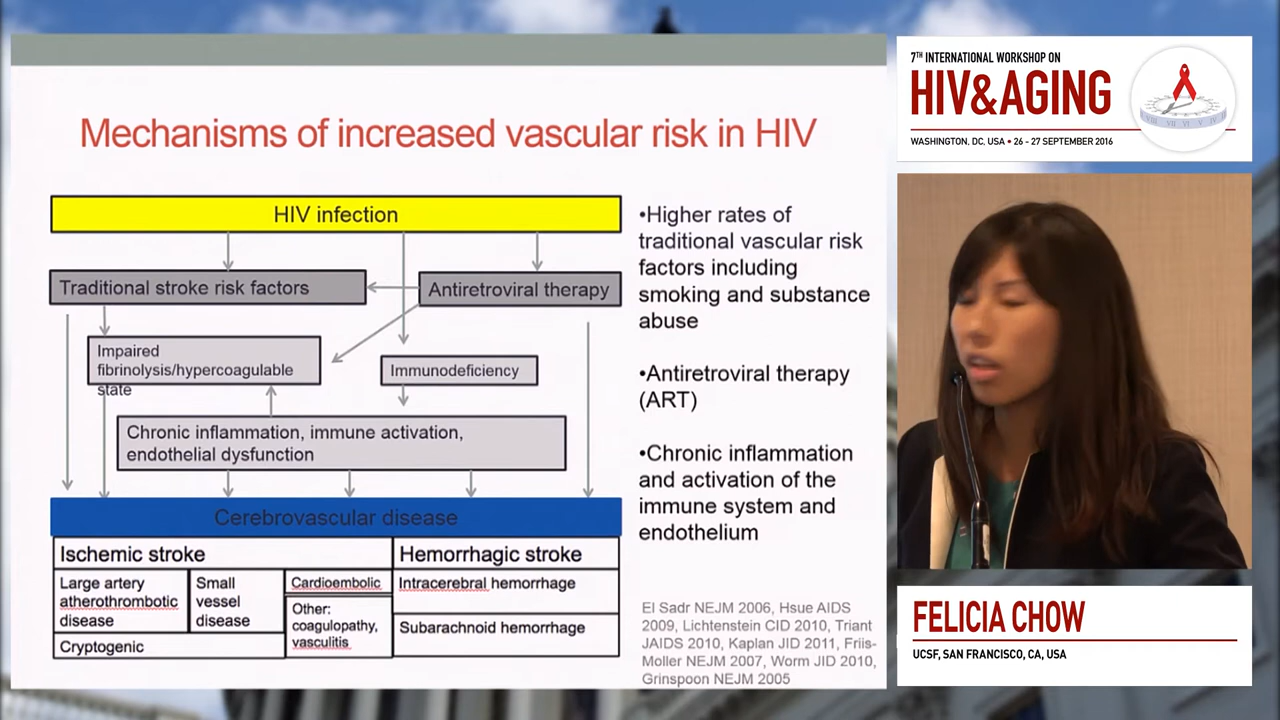 Mechanisms of increased vascular risk in HIV
HIV infection
Traditional stroke risk factors
Antiretroviral therapy
Impaired
fibrinolysis/hypercoagulable
state
Immunodeficiency
Chronic inflammation, immune activation,
endothelial dysfunction
Cerebrovascular disease
Ischemic stroke
Hemorrhagic stroke
Large artery
atherothrombotic
disease
Small
vessel
disease
Cardioembolic
Other:
coagulopathy,
vasculitis
Cryptogenic
Intracerebral hemorrhage
Subarachnoid hemorrhage
•Higher rates of
traditional vascular risk
factors including
smoking and substance
abuse
•Antiretroviral therapy
(ART)
•Chronic inflammation
and activation of the
immune system and
endothelium
El Sadr NEJM 2006, Hsue AIDS
2009, Lichtenstein CID 2010, Triant
JAIDS 2010, Kaplan JID 2011, Friis-
Moller NEJM 2007, Worm JID 2010,
Grinspoon NEJM 2005
7TH INTERNATIONAL WORKSHOP ON
HIV&AGING
WASHINGTON, DC, USA • 26 - 27 SEPTEMBER 2016
FELICIA CHOW
UCSF, SAN FRANCISCO, CA, USA